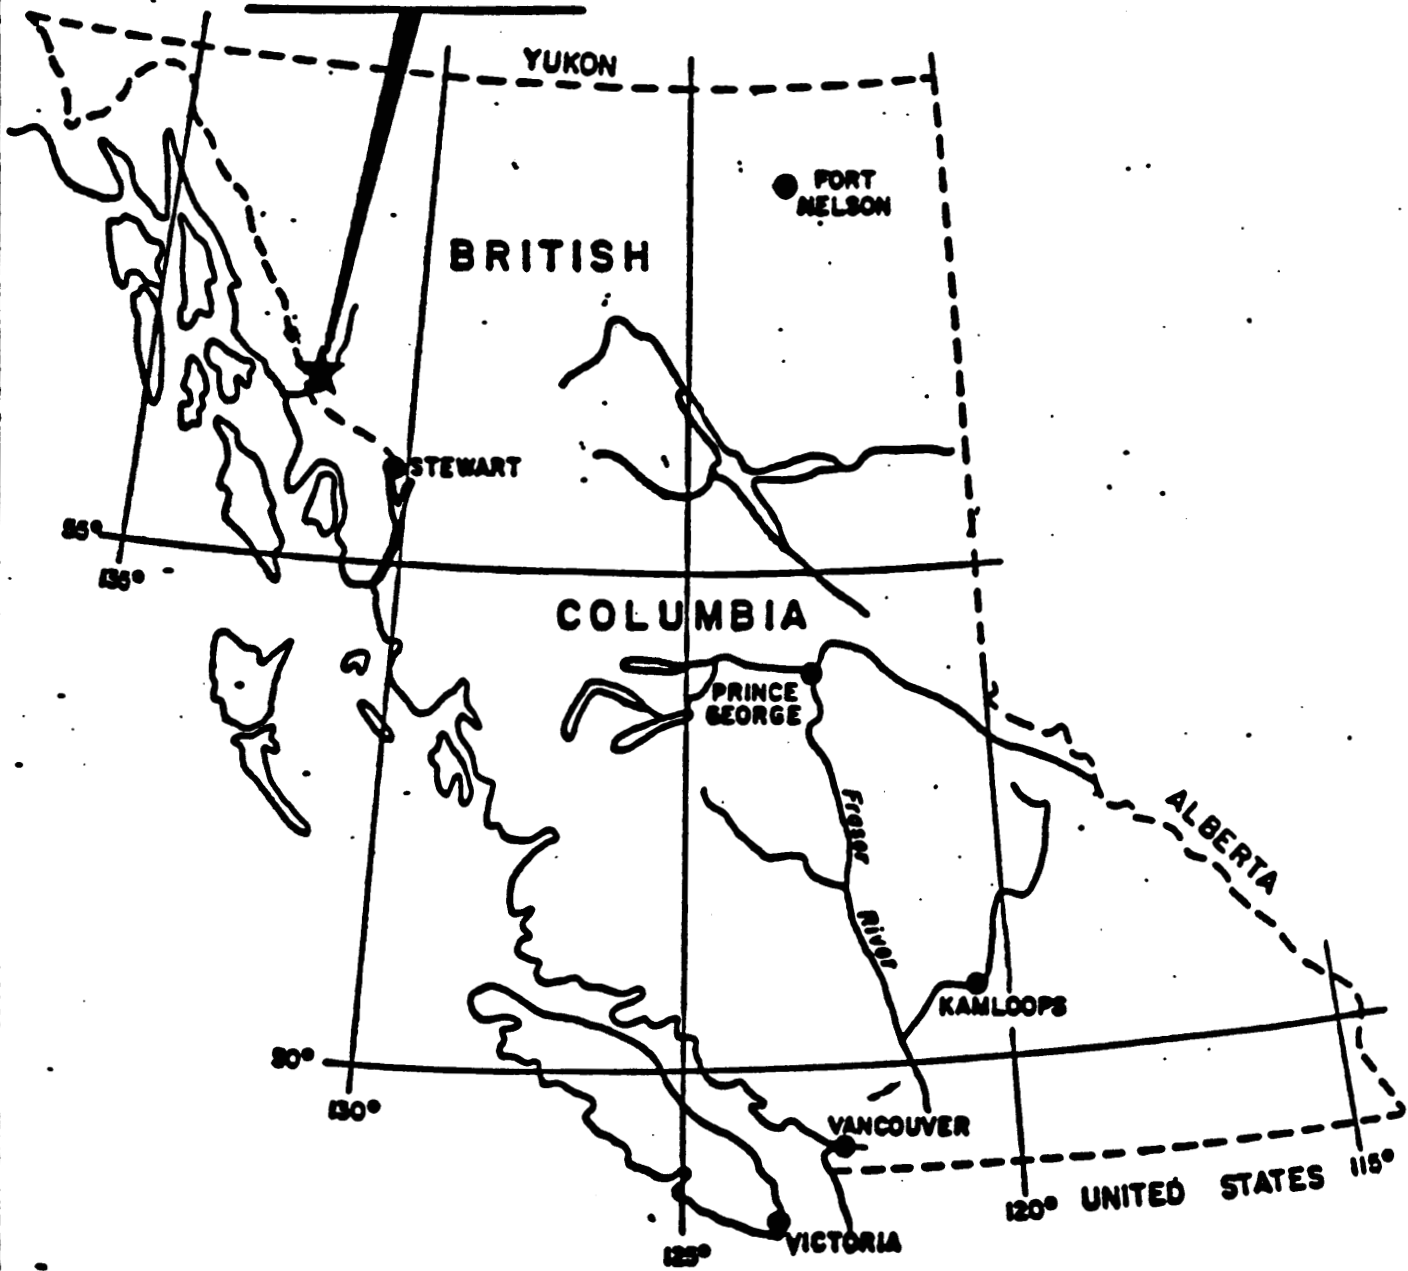 YUKON
FORT
NELSON
BRITISH
STEWART
55°
135°
COLUMBIA
PRINCE
GEORGE
Fraser
River
ALBERTA
KAMLOOPS
50°
130°
VANCOUVER
115°
UNITED STATES
120°
VICTORIA
125°